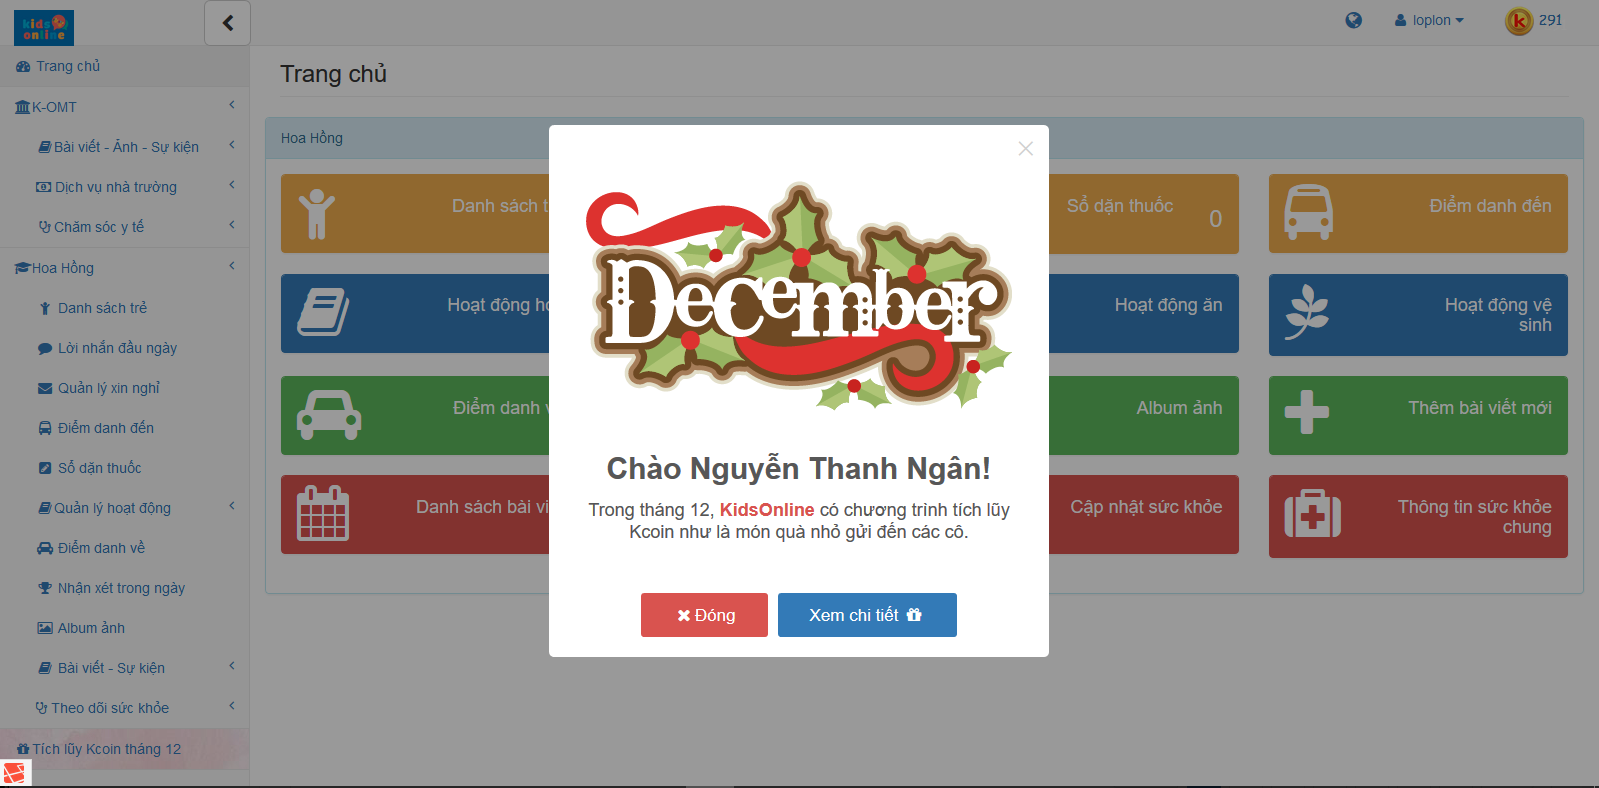 kids
online
loplon
291
Trang chủ
K-OMT
Bài viết - Ảnh - Sự kiện
Dịch vụ nhà trường
Chăm sóc y tế
Hoa Hồng
Danh sách trẻ
Lời nhắn đầu ngày
Quản lý xin nghỉ
Điểm danh đến
Sổ dặn thuốc
Quản lý hoạt động
Điểm danh về
Nhận xét trong ngày
Album ảnh
Bài viết - Sự kiện
Theo dõi sức khỏe
Tích lũy Kcoin tháng 12
Trang chủ
Hoa Hồng
Danh sách t
Sổ dặn thuốc
0
Điểm danh đến
Hoạt động họ
Hoạt động ăn
Hoạt động vệ
sinh
Điểm danh v
Album ảnh
Thêm bài viết mới
Danh sách bài vi
Cập nhật sức khỏe
Thông tin sức khỏe
chung
December
Chào Nguyễn Thanh Ngân!
Trong tháng 12, KidsOnline có chương trình tích lũy
Kcoin như là món quà nhỏ gửi đến các cô.
Đóng
Xem chi tiết